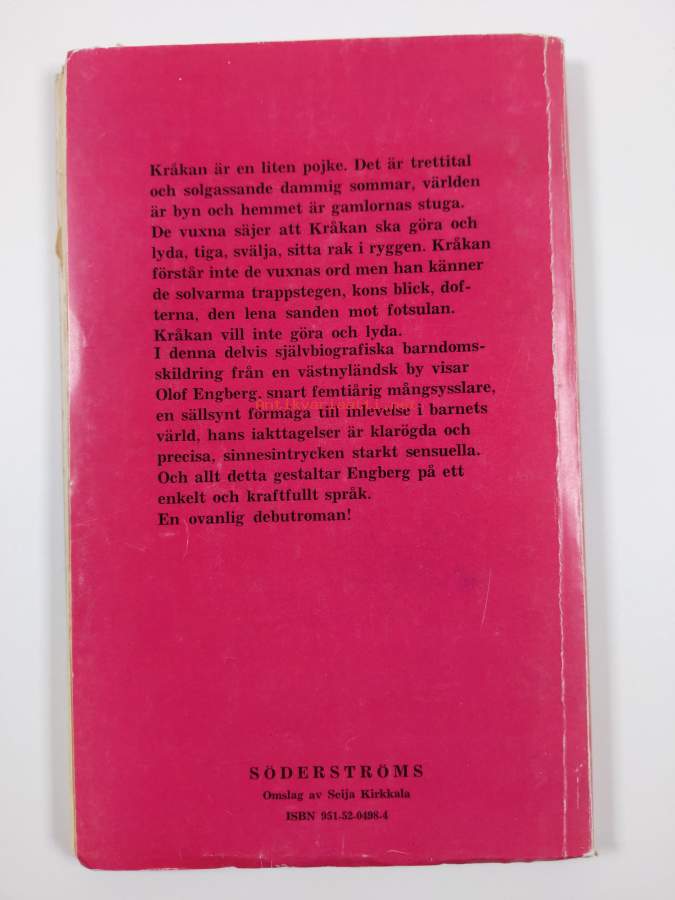 Kråkan är en liten pojke. Det är trettital
och solgassande dammig sommar, världen
är byn och hemmet är gamlornas stuga.
De vuxna säjer att Kråkan ska göra och
lyda, tiga, svälja, sitta rak i ryggen. Kråkan
förstår inte de vuxnas ord men han känner
de solvarma trappstegen, kons blick, dof-
terna, den lena sanden mot fotsulan.
Kråkan vill inte göra och lyda.
I denna delvis självbiografiska barndoms-
skildring från en västnyländsk by visar
Olof Engberg, snart femtiårig mångsysslare,
en sällsynt förmåga till inlevelse i barnets
värld, hans iakttagelser är klarögda och
precisa, sinnesintrycken starkt sensuella.
Och allt detta gestaltar Engberg på ett
enkelt och kraftfullt språk.
En ovanlig debutroman!
SÖDERSTRÖMS
Omslag av Seija Kirkkala
ISBN 951-52-0498-4